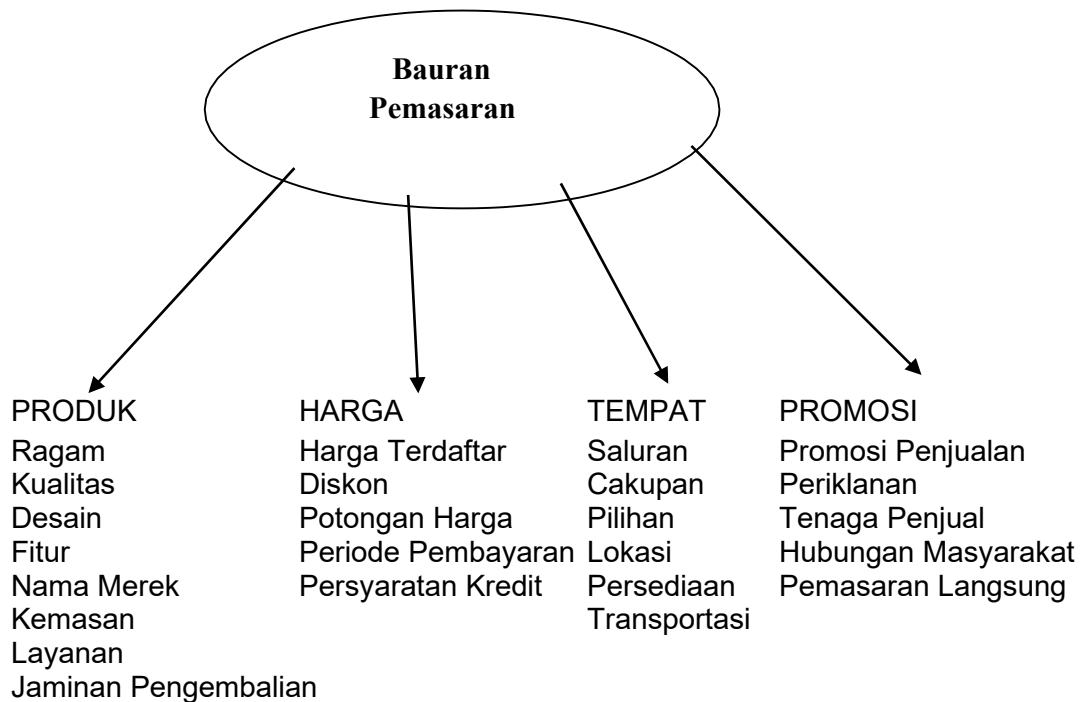 Bauran
Pemasaran
PRODUK
Ragam
Kualitas
Desain
Fitur
Nama Merek
Kemasan
Layanan
Jaminan Pengembalian
HARGA
Harga Terdaftar
Diskon
Potongan Harga
Periode Pembayaran
Persyaratan Kredit
TEMPAT
Saluran
Cakupan
Pilihan
Lokasi
Persediaan
Transportasi
PROMOSI
Promosi Penjualan
Periklanan
Tenaga Penjual
Hubungan Masyarakat
Pemasaran Langsung